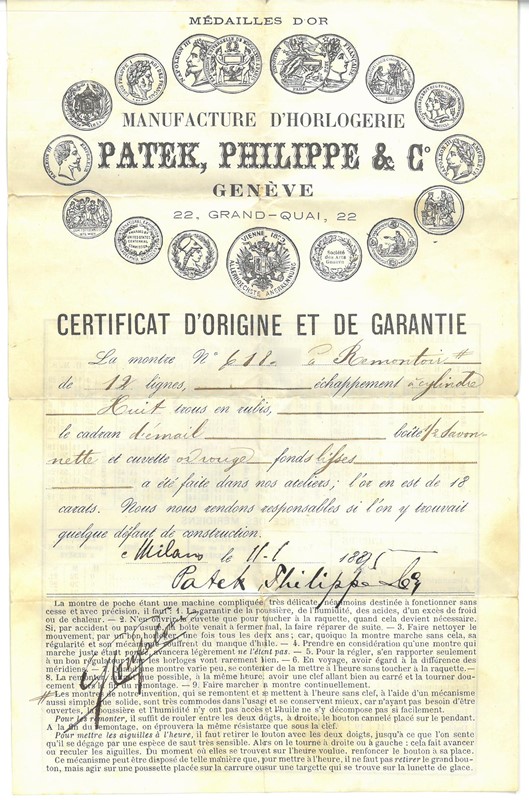 MÉDAILLES D'OR
MANUFACTURE D'HORLOGERIE
PATEK, PHILIPPE & Cº
GENÈVE
22, GRAND-QUAI, 22
VIENNE 1873
Société des Arts Genève
CERTIFICAT D'ORIGINE ET DE GARANTIE
La montre Nº 618 à Remontoir #
de 12 lignes, échappement à cylindre
Huit trous en rubis,
le cadran d'émail boîte 1/2 Savon
nette et cuvette or rouge fonds lisses
a été faite dans nos ateliers; l'or en est de 18
carats. Nous nous rendons responsables si l'on y trouvait
quelque défaut de construction.
Milano le 188
Patek Philippe & Co
La montre de poche étant une machine compliquée, très délicate, néanmoins destinée à fonctionner sans
cesse et avec précision, il faut: 1. La garantir de la poussière, de l'humidité, des acides, d'un excès de froid
ou de chaleur. — 2. N'en ouvrir la cuvette que pour toucher à la raquette, quand cela devient nécessaire.
Si, par accident ou par usure, la boîte venait à fermer mal, la faire réparer de suite. — 3. Faire nettoyer le
mouvement, par un bon horloger, une fois tous les deux ans; car, quoique la montre marche sans cela, sa
régularité et son mécanisme souffrent du manque d'huile. — 4. Prendre en considération qu'une montre qui
marche juste étant portée, avancera légèrement ne l'étant pas. — 5. Pour la régler, s'en rapporter seulement
à un bon régulateur, les horloges vont rarement bien. — 6. En voyage, avoir égard à la différence des
méridiens. — 7. une montre varie peu, se contenter de la mettre à l'heure sans toucher à la raquette. —
8. La remonter, si possible, à la même heure; avec une clef allant bien au carré et la tourner dou-
cement remontage. — 9. Faire marcher la montre continuellement.
Les montres de notre invention, qui se remontent et se mettent à l'heure sans clef, à l'aide d'un mécanisme
aussi simple que solide, sont très commodes dans l'usage et se conservent mieux, car n'ayant pas besoin d'être
ouvertes, la poussière et l'humidité n'y ont pas accès et l'huile ne s'y décompose pas si facilement.
Pour les remonter, il suffit de rouler entre les deux digts, à droite, le bouton cannelé placé sur le pendant.
A la fin du remontage, on éprouvera la même résistance que sous la clef.
Pour mettre les aiguilles à l'heure, il faut retirer le bouton avec les deux doigts, jusqu'à ce que l'on sente
qu'il se dégage par une espèce de saut très sensible. Alors on le tourne à droite ou à gauche; cela fait avancer
ou reculer les aiguilles. Du moment où elles se trouvent sur l'heure voulue, renfoncer le bouton à sa place.
Ce mécanisme peut être disposé de telle manière que, pour mettre à l'heure, il ne faut pas retirer le grand bou-
ton, mais agir sur une poussette placée sur la carrure ou sur une targette qui se trouve sur la lunette de glace.